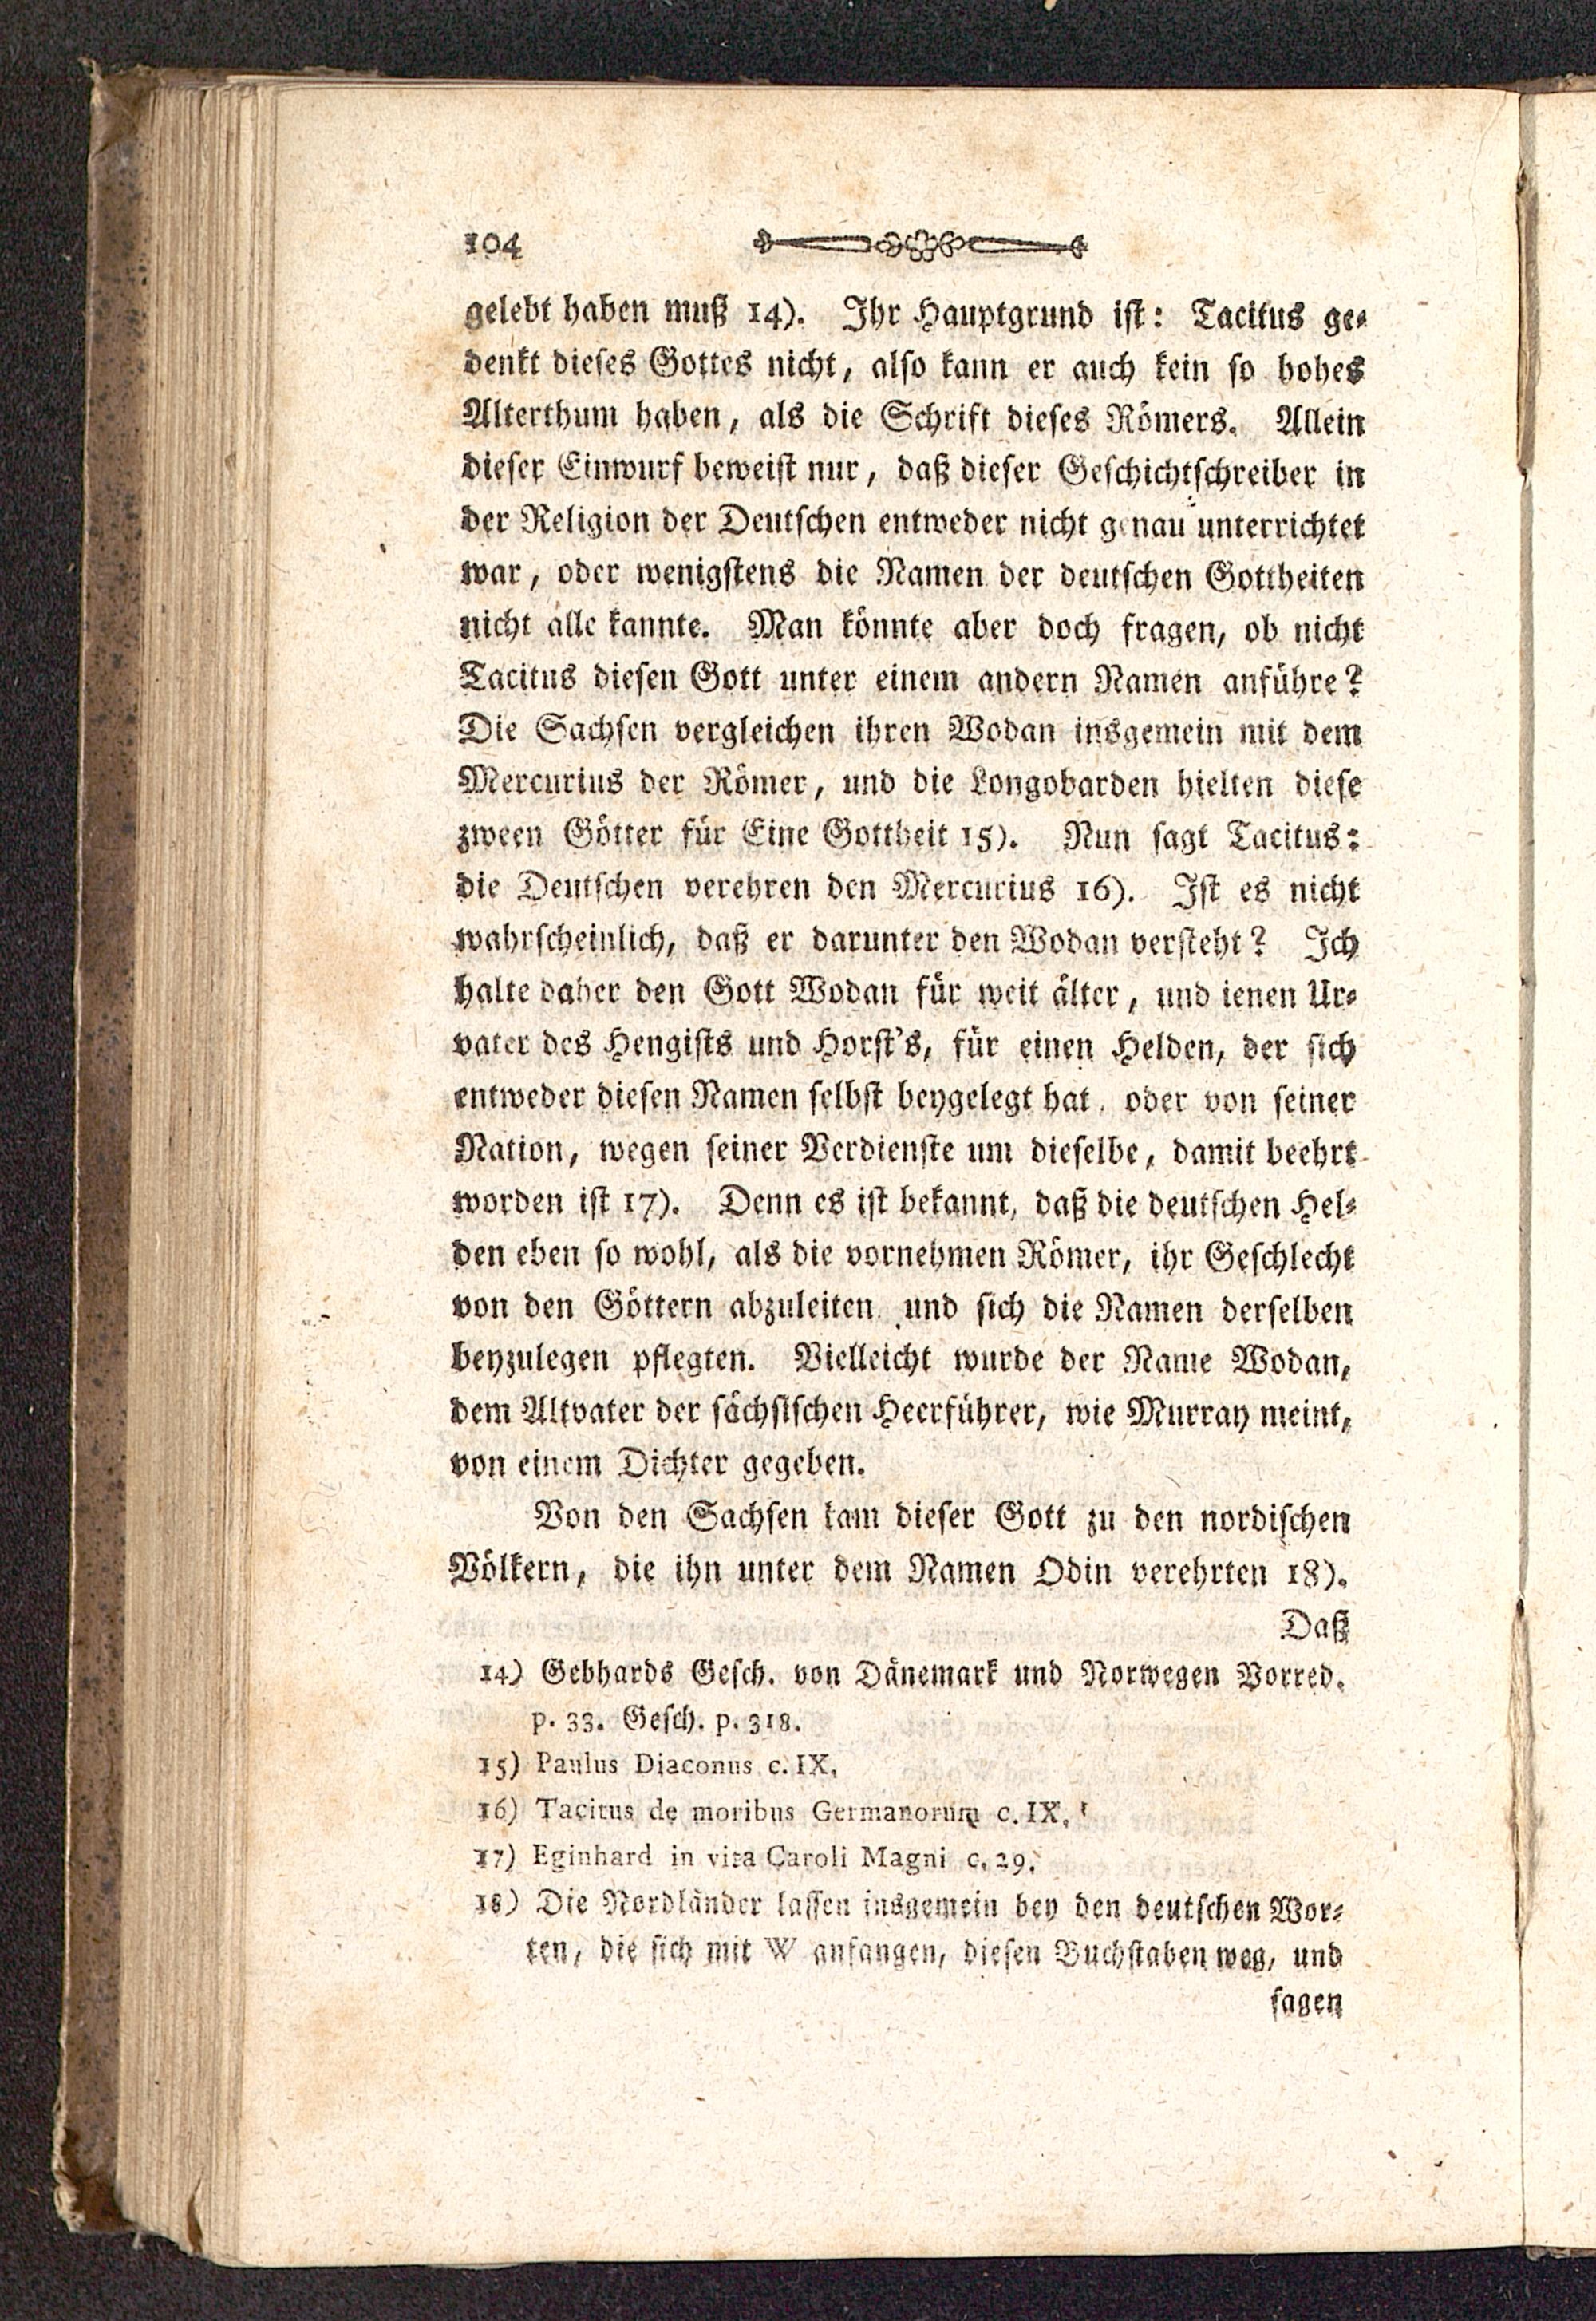 104
gelebt haben muß 14). Ihr Hauptgrund ist: Tacitus ge-
denkt dieses Gottes nicht, also kann er auch kein so hohes
Alterthum haben, als die Schrift dieses Römers. Allein
dieser Einwurf beweist nur, daß dieser Geschichtschreiber in
der Religion der Deutschen entweder nicht genau unterrichtet
war, oder wenigstens die Namen der deutschen Gottheiten
nicht alle kannte. Man könnte aber doch fragen, ob nicht
Tacitus diesen Gott unter einem andern Namen anführe?
Die Sachsen vergleichen ihren Wodan insgemein mit dem
Mercurius der Römer, und die Longobarden hielten diese
zween Götter für Eine Gottheit 15). Nun sagt Tacitus:
die Deutschen verehren den Mercurius 16). Ist es nicht
wahrscheinlich, daß er darunter den Wodan versteht? Ich
halte daher den Gott Wodan für weit älter, und ienen Ur-
vater des Hengists und Horst's, für einen Helden, der sich
entweder diesen Namen selbst beygelegt hat, oder von seiner
Nation, wegen seiner Verdienste um dieselbe, damit beehrt
worden ist 17). Denn es ist bekannt, daß die deutschen Hel-
den eben so wohl, als die vornehmen Römer, ihr Geschlecht
von den Göttern abzuleiten und sich die Namen derselben
beyzulegen pflegten. Vielleicht wurde der Name Wodan,
dem Altvater der sächsischen Heerführer, wie Murray meint,
von einem Dichter gegeben.
Von den Sachsen kam dieser Gott zu den nordischen
Völkern, die ihn unter dem Namen Odin verehrten 18).
Daß
14) Gebhards Gesch. von Dänemark und Norwegen Vorred.
p. 33. Gesch. p. 318.
15) Paulus Diaconus c. IX.
16) Tacitus de moribus Germanorum c. IX.
17) Eginhard in vita Caroli Magni c. 29.
18) Die Nordländer lassen insgemein bey den deutschen Wor-
ten, die sich mit W anfangen, diesen Buchstaben weg, und
sagen